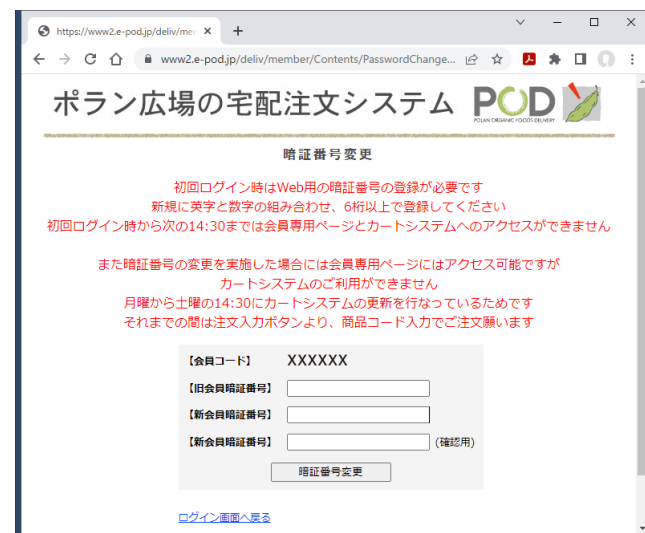 https://www2.e-pod.jp/deliv/mer
www2.e-pod.jp/deliv/member/Contents/PasswordChange...
ポラン広場の宅配注文システム POD
POLAN ORGANIC FOODS DELIVERY
暗証番号変更
初回ログイン時はWeb用の暗証番号の登録が必要です
新規に英字と数字の組み合わせ、6桁以上で登録してください
初回ログイン時から次の14:30までは会員専用ページとカートシステムへのアクセスができません
また暗証番号の変更を実施した場合には会員専用ページにはアクセス可能ですが
カートシステムのご利用ができません
月曜から土曜の14:30にカートシステムの更新を行なっているためです
それまでの間は注文入力ボタンより、商品コード入力でご注文願います
【会員コード】 XXXXXX
【旧会員暗証番号】
【新会員暗証番号】
【新会員暗証番号】 (確認用)
暗証番号変更
ログイン画面へ戻る